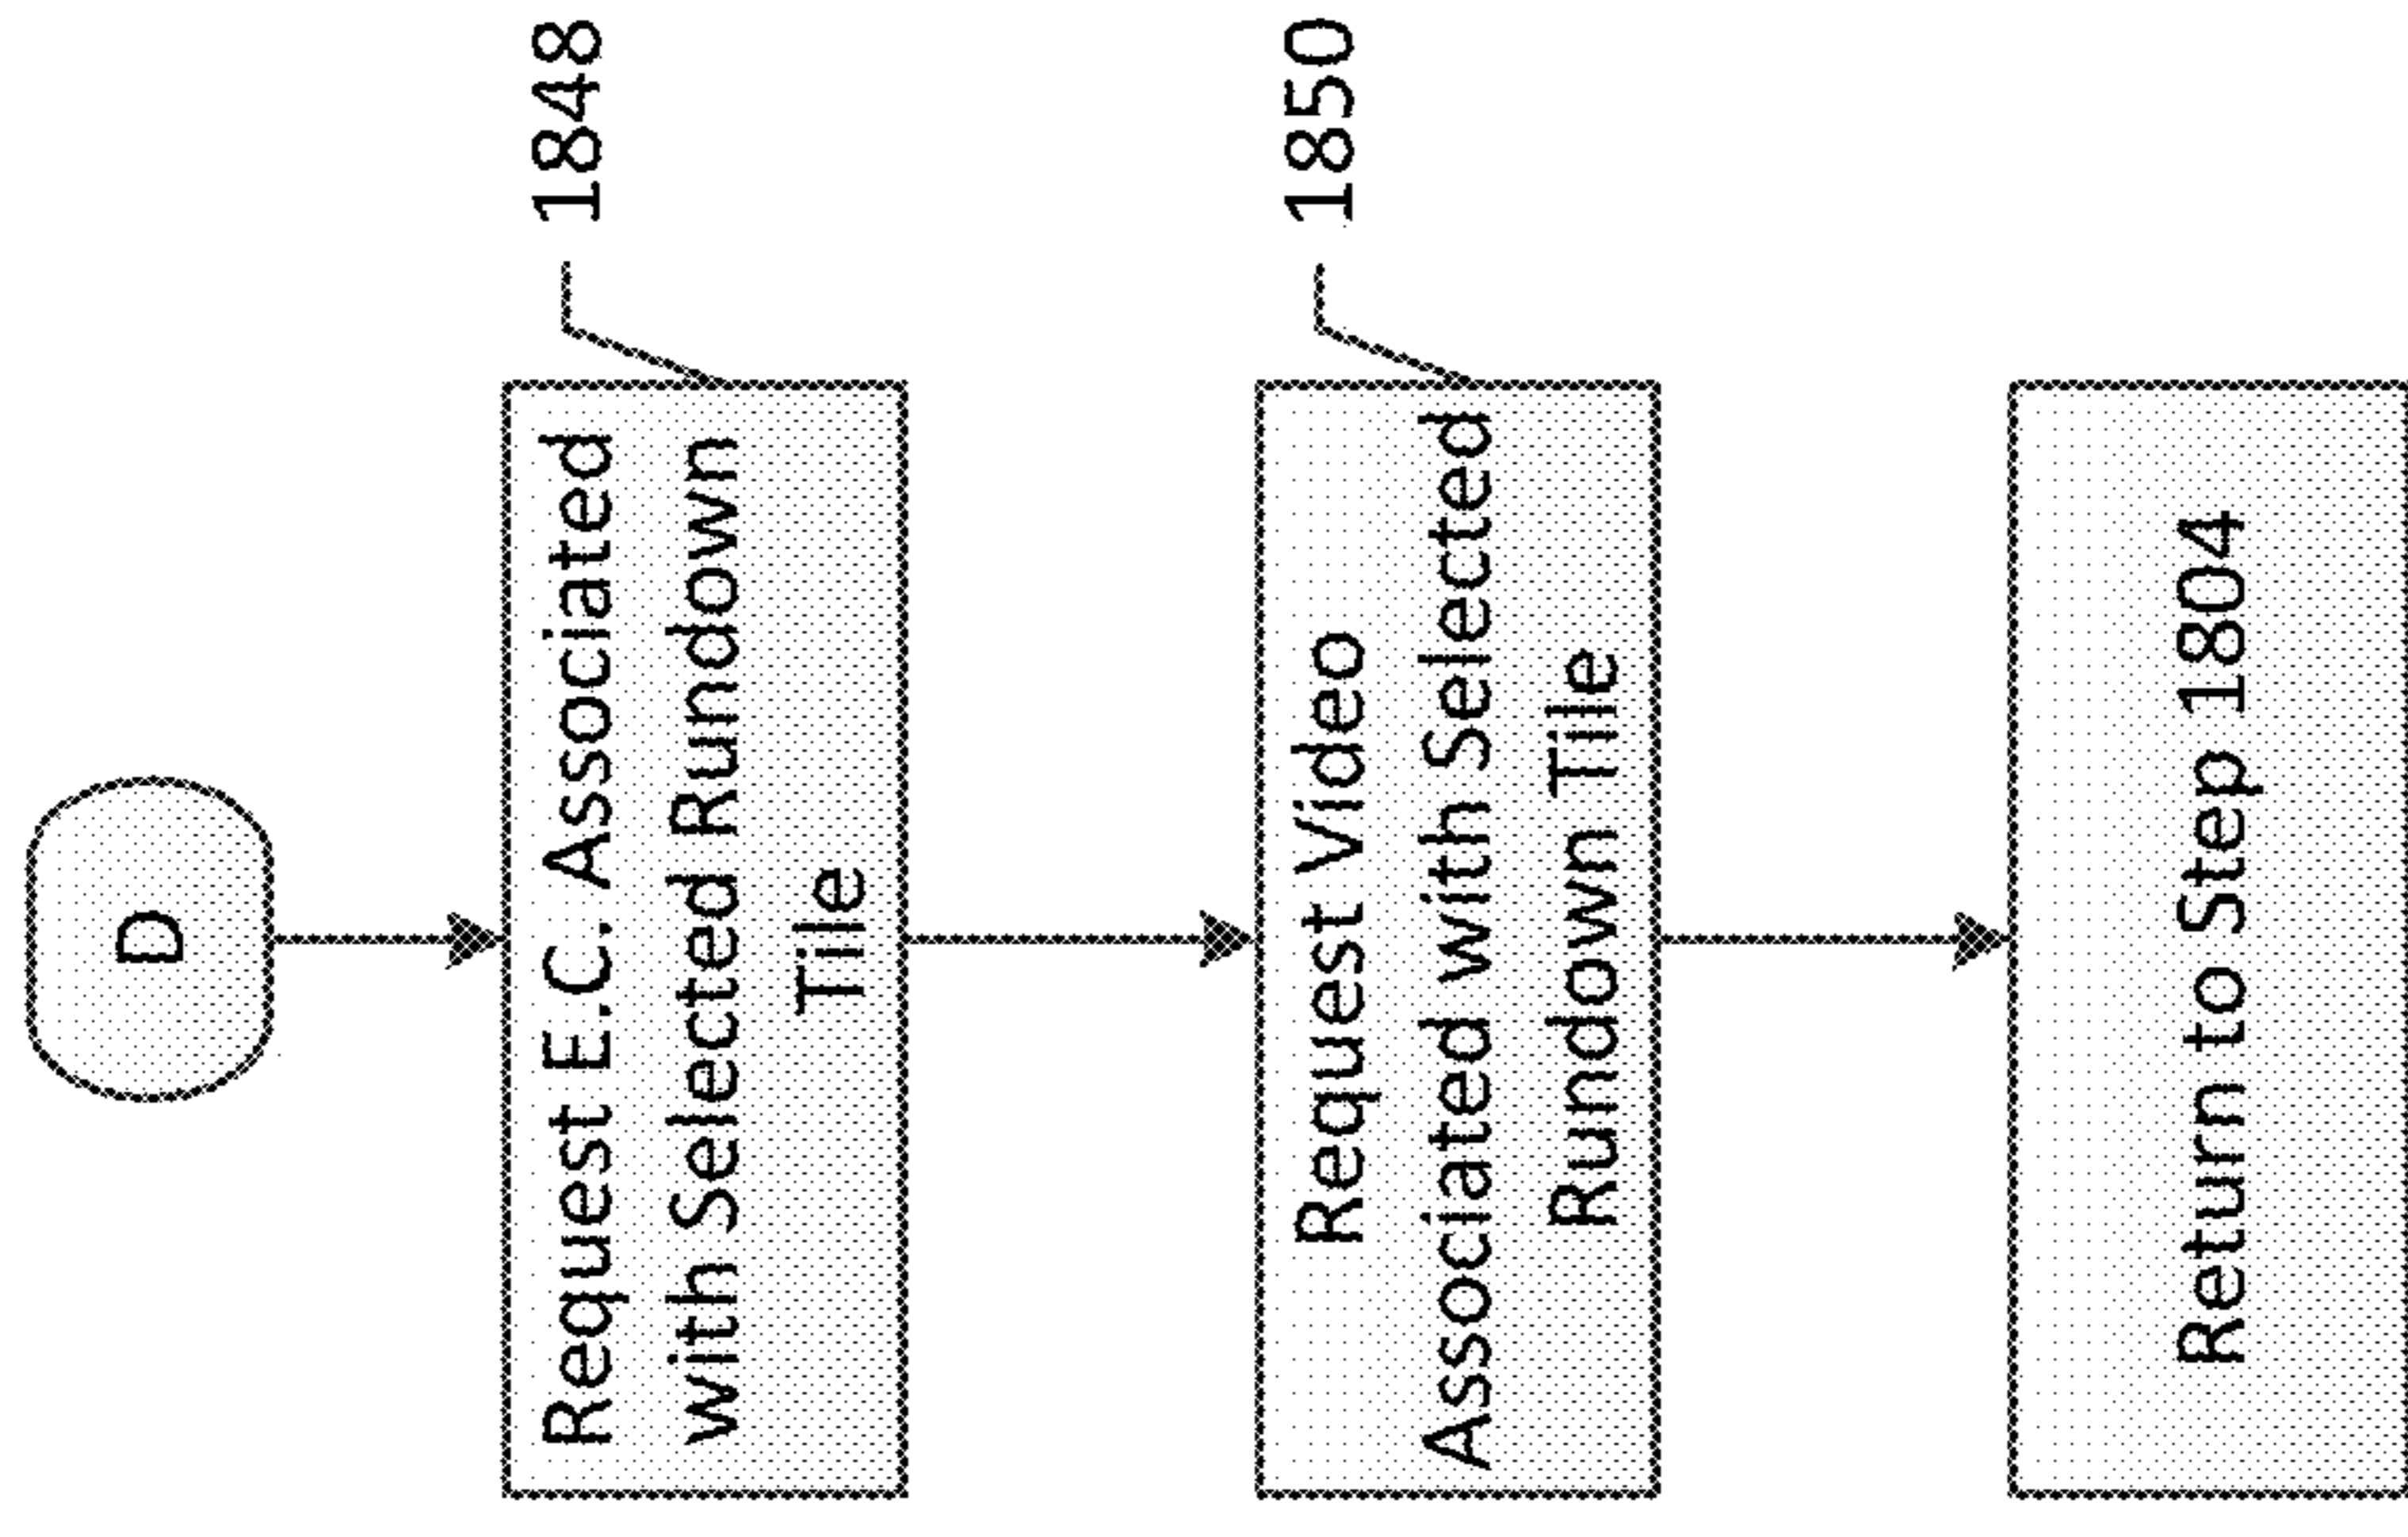 D
Request E.C. Associated
with Selected Rundown
Tile
1848
Request Video
Associated with Selected
Rundown Tile
1850
Return to Step 1804